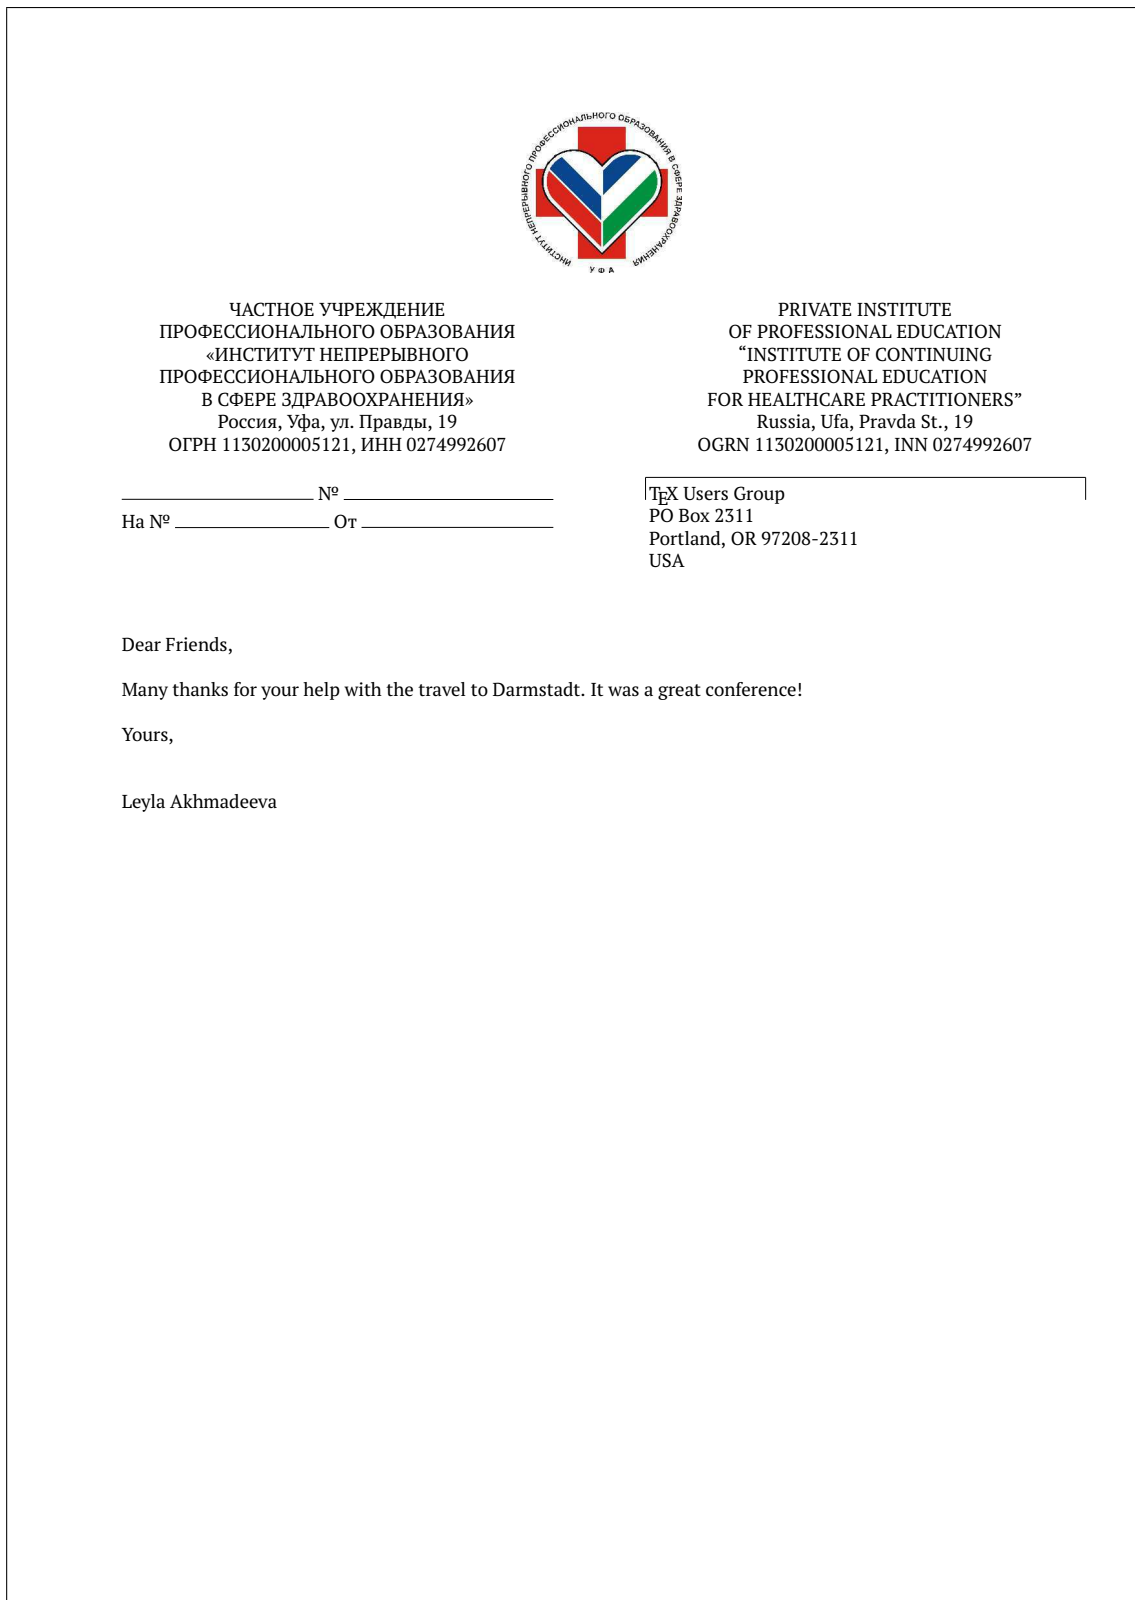 ИНСТИТУТ НЕПРЕРЫВНОГО ПРОФЕССИОНАЛЬНОГО ОБРАЗОВАНИЯ В СФЕРЕ ЗДРАВООХРАНЕНИЯ
УФА
ЧАСТНОЕ УЧРЕЖДЕНИЕ
ПРОФЕССИОНАЛЬНОГО ОБРАЗОВАНИЯ
«ИНСТИТУТ НЕПРЕРЫВНОГО
ПРОФЕССИОНАЛЬНОГО ОБРАЗОВАНИЯ
В СФЕРЕ ЗДРАВООХРАНЕНИЯ»
Россия, Уфа, ул. Правды, 19
ОГРН 1130200005121, ИНН 0274992607
PRIVATE INSTITUTE
OF PROFESSIONAL EDUCATION
“INSTITUTE OF CONTINUING
PROFESSIONAL EDUCATION
FOR HEALTHCARE PRACTITIONERS”
Russia, Ufa, Pravda St., 19
OGRN 1130200005121, INN 0274992607
№
На № От
TEX Users Group
PO Box 2311
Portland, OR 97208-2311
USA
Dear Friends,
Many thanks for your help with the travel to Darmstadt. It was a great conference!
Yours,
Leyla Akhmadeeva